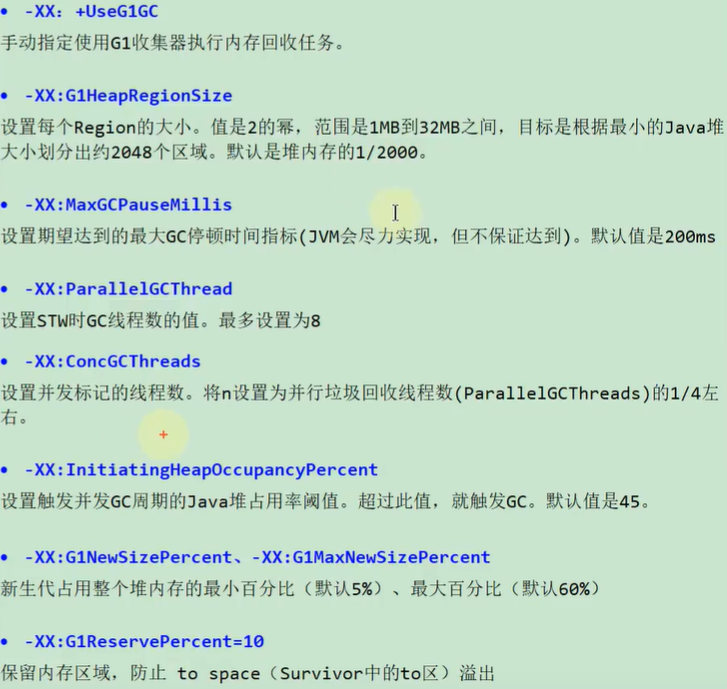 • -XX：+UseG1GC
手动指定使用G1收集器执行内存回收任务。
• -XX:G1HeapRegionSize
设置每个Region的大小。值是2的幂，范围是1MB到32MB之间，目标是根据最小的Java堆
大小划分出约2048个区域。默认是堆内存的1/2000。
• -XX:MaxGCPauseMillis
设置期望达到的最大GC停顿时间指标(JVM会尽力实现，但不保证达到)。默认值是200ms
• -XX:ParallelGCThread
设置STW时GC线程数的值。最多设置为8
• -XX:ConcGCThreads
设置并发标记的线程数。将n设置为并行垃圾回收线程数(ParallelGCThreads)的1/4左
右。
• -XX:InitiatingHeapOccupancyPercent
设置触发并发GC周期的Java堆占用率阈值。超过此值，就触发GC。默认值是45。
• -XX:G1NewSizePercent、-XX:G1MaxNewSizePercent
新生代占用整个堆内存的最小百分比（默认5%）、最大百分比（默认60%）
• -XX:G1ReservePercent=10
保留内存区域，防止 to space（Survivor中的to区）溢出